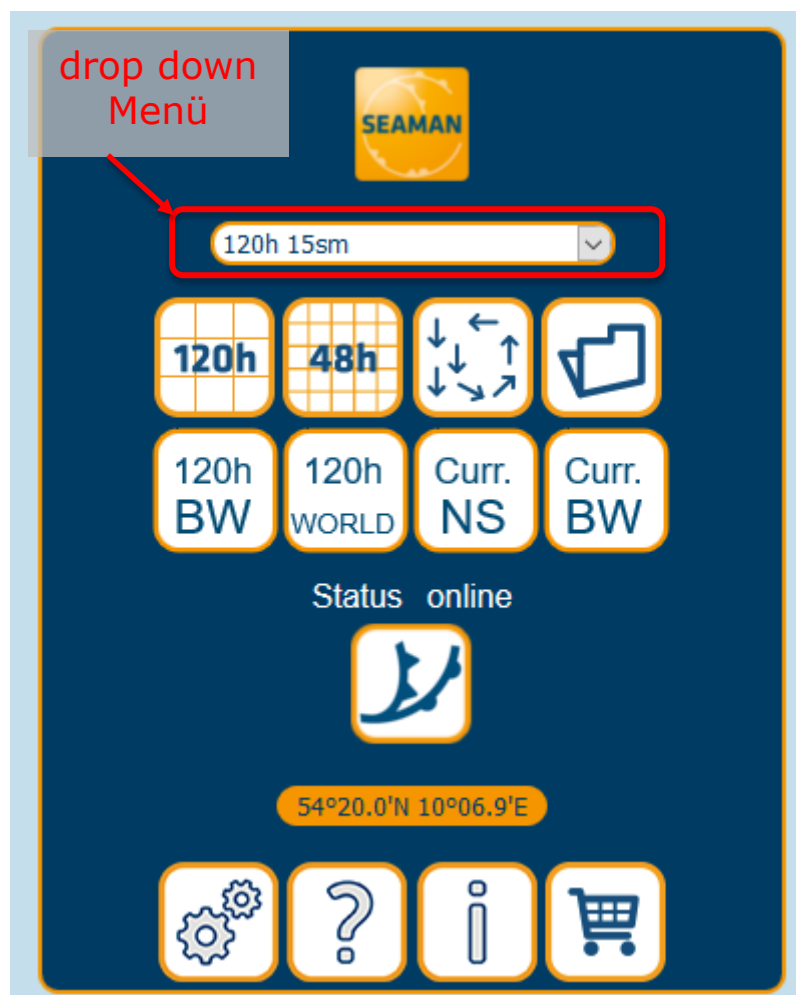 drop down
Menü
SEAMAN
120h 15sm
120h 48h
120h 120h Curr. Curr.
BW WORLD NS BW
Status online
54°20.0'N 10°06.9'E